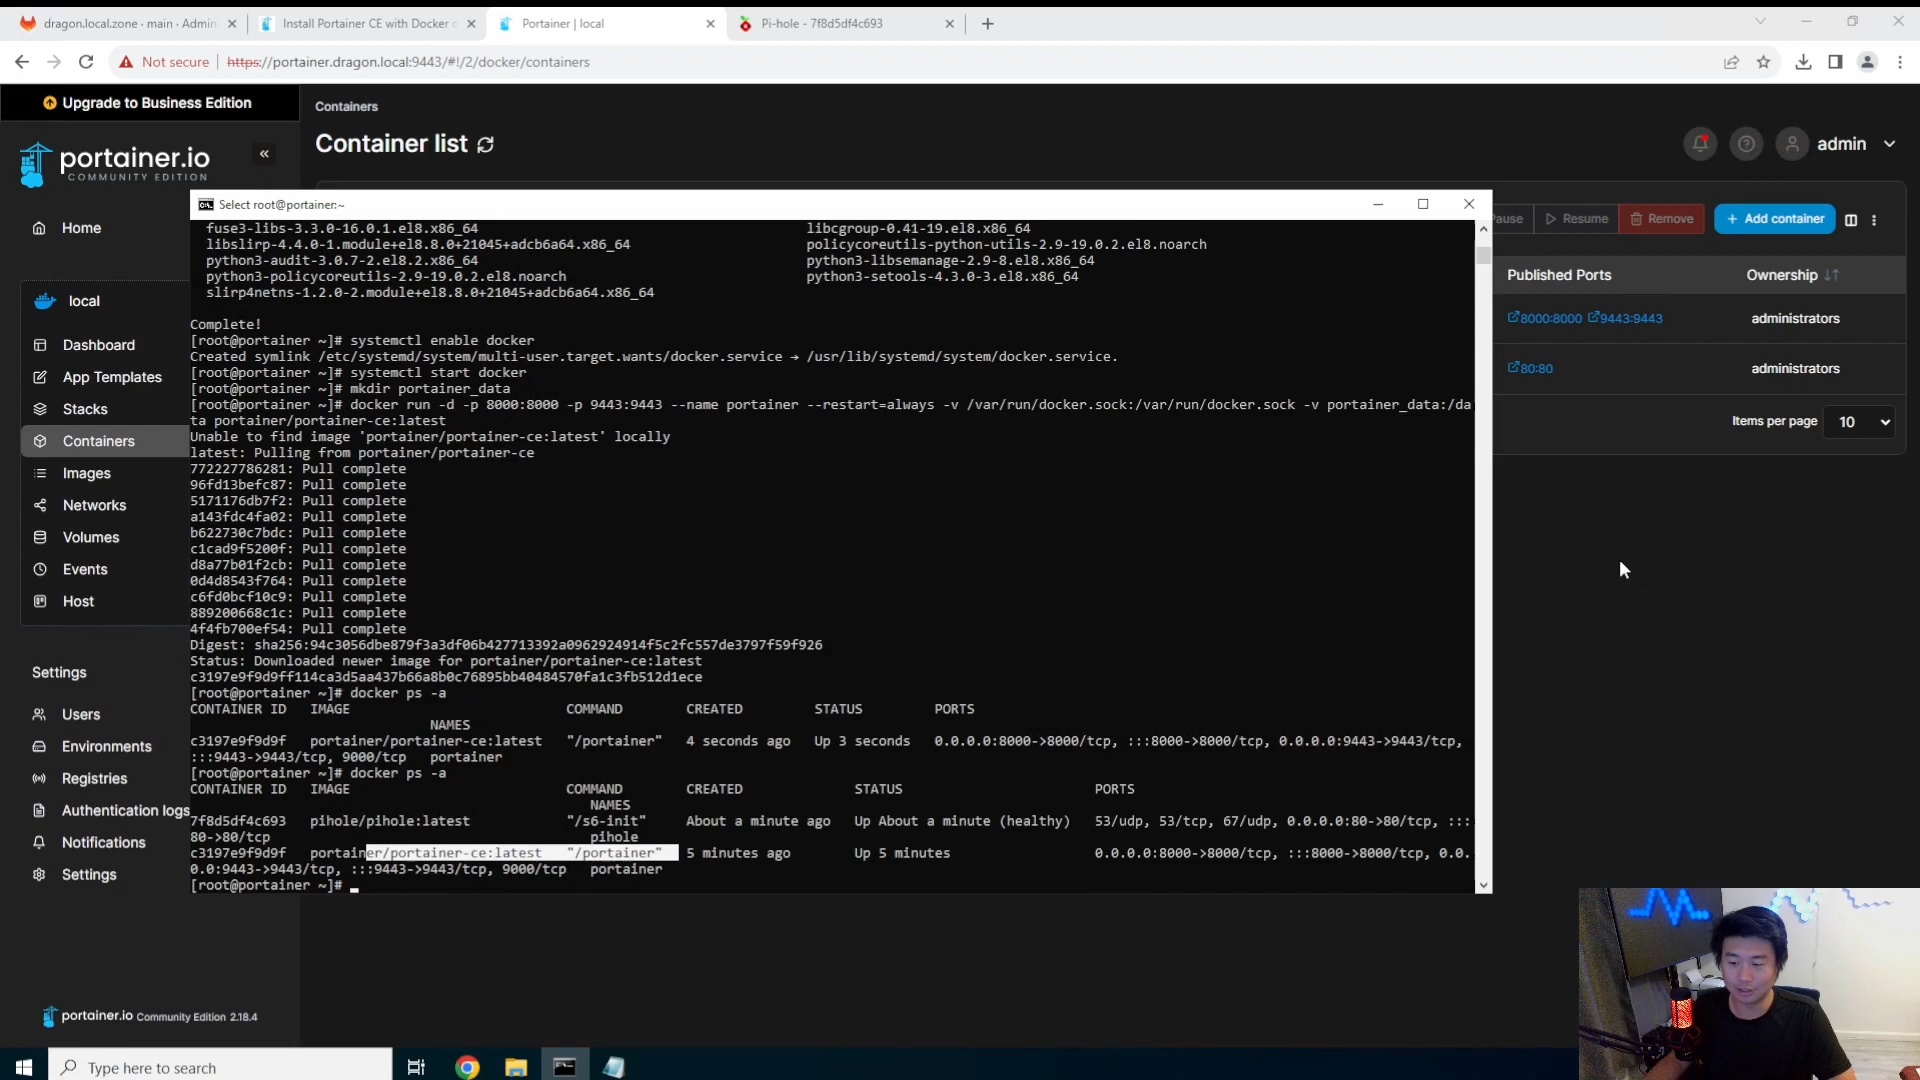 dragon.local.zone · main · Admin
Install Portainer CE with Docker o
Portainer | local
Pi-hole - 7f8d5df4c693
Not secure
https://portainer.dragon.local:9443/#!/2/docker/containers
Upgrade to Business Edition
Containers
portainer.io
COMMUNITY EDITION
Container list
admin
Home
local
Dashboard
App Templates
Stacks
Containers
Images
Networks
Volumes
Events
Host
Settings
Users
Environments
Registries
Authentication logs
Notifications
Settings
portainer.io Community Edition 2.18.4
Select root@portainer:~
fuse3-libs-3.3.0-16.0.1.el8.x86_64 libcgroup-0.41-19.el8.x86_64
libslirp-4.4.0-1.module+el8.8.0+21045+adcb6a64.x86_64 policycoreutils-python-utils-2.9-19.0.2.el8.noarch
python3-audit-3.0.7-2.el8.2.x86_64 python3-libsemanage-2.9-8.el8.x86_64
python3-policycoreutils-2.9-19.0.2.el8.noarch python3-setools-4.3.0-3.el8.x86_64
slirp4netns-1.2.0-2.module+el8.8.0+21045+adcb6a64.x86_64
Complete!
[root@portainer ~]# systemctl enable docker
Created symlink /etc/systemd/system/multi-user.target.wants/docker.service → /usr/lib/systemd/system/docker.service.
[root@portainer ~]# systemctl start docker
[root@portainer ~]# mkdir portainer_data
[root@portainer ~]# docker run -d -p 8000:8000 -p 9443:9443 --name portainer --restart=always -v /var/run/docker.sock:/var/run/docker.sock -v portainer_data:/da
ta portainer/portainer-ce:latest
Unable to find image 'portainer/portainer-ce:latest' locally
latest: Pulling from portainer/portainer-ce
772227786281: Pull complete
96fd13befc87: Pull complete
5171176db7f2: Pull complete
a143fdc4fa02: Pull complete
b622730c7bdc: Pull complete
c1cad9f5200f: Pull complete
d8a77b01f2cb: Pull complete
0d4d8543f764: Pull complete
c6fd0bcf10c9: Pull complete
889200668c1c: Pull complete
4f4fb700ef54: Pull complete
Digest: sha256:94c3056dbe879f3a3df06b427713392a0962924914f5c2fc557de3797f59f926
Status: Downloaded newer image for portainer/portainer-ce:latest
c3197e9f9d9ff114ca3d5aa437b66a8b0c76895bb40484570fa1c3fb512d1ece
[root@portainer ~]# docker ps -a
CONTAINER ID IMAGE COMMAND CREATED STATUS PORTS
NAMES
c3197e9f9d9f portainer/portainer-ce:latest "/portainer" 4 seconds ago Up 3 seconds 0.0.0.0:8000->8000/tcp, :::8000->8000/tcp, 0.0.0.0:9443->9443/tcp,
:::9443->9443/tcp, 9000/tcp portainer
[root@portainer ~]# docker ps -a
CONTAINER ID IMAGE COMMAND CREATED STATUS PORTS
NAMES
7f8d5df4c693 pihole/pihole:latest "/s6-init" About a minute ago Up About a minute (healthy) 53/udp, 53/tcp, 67/udp, 0.0.0.0:80->80/tcp, :::
80->80/tcp pihole
c3197e9f9d9f portainer/portainer-ce:latest "/portainer" 5 minutes ago Up 5 minutes 0.0.0.0:8000->8000/tcp, :::8000->8000/tcp, 0.0.
0.0:9443->9443/tcp, :::9443->9443/tcp, 9000/tcp portainer
[root@portainer ~]#
Resume
Remove
+ Add container
Published Ports Ownership
8000:8000 9443:9443 administrators
80:80 administrators
Items per page 10
Type here to search